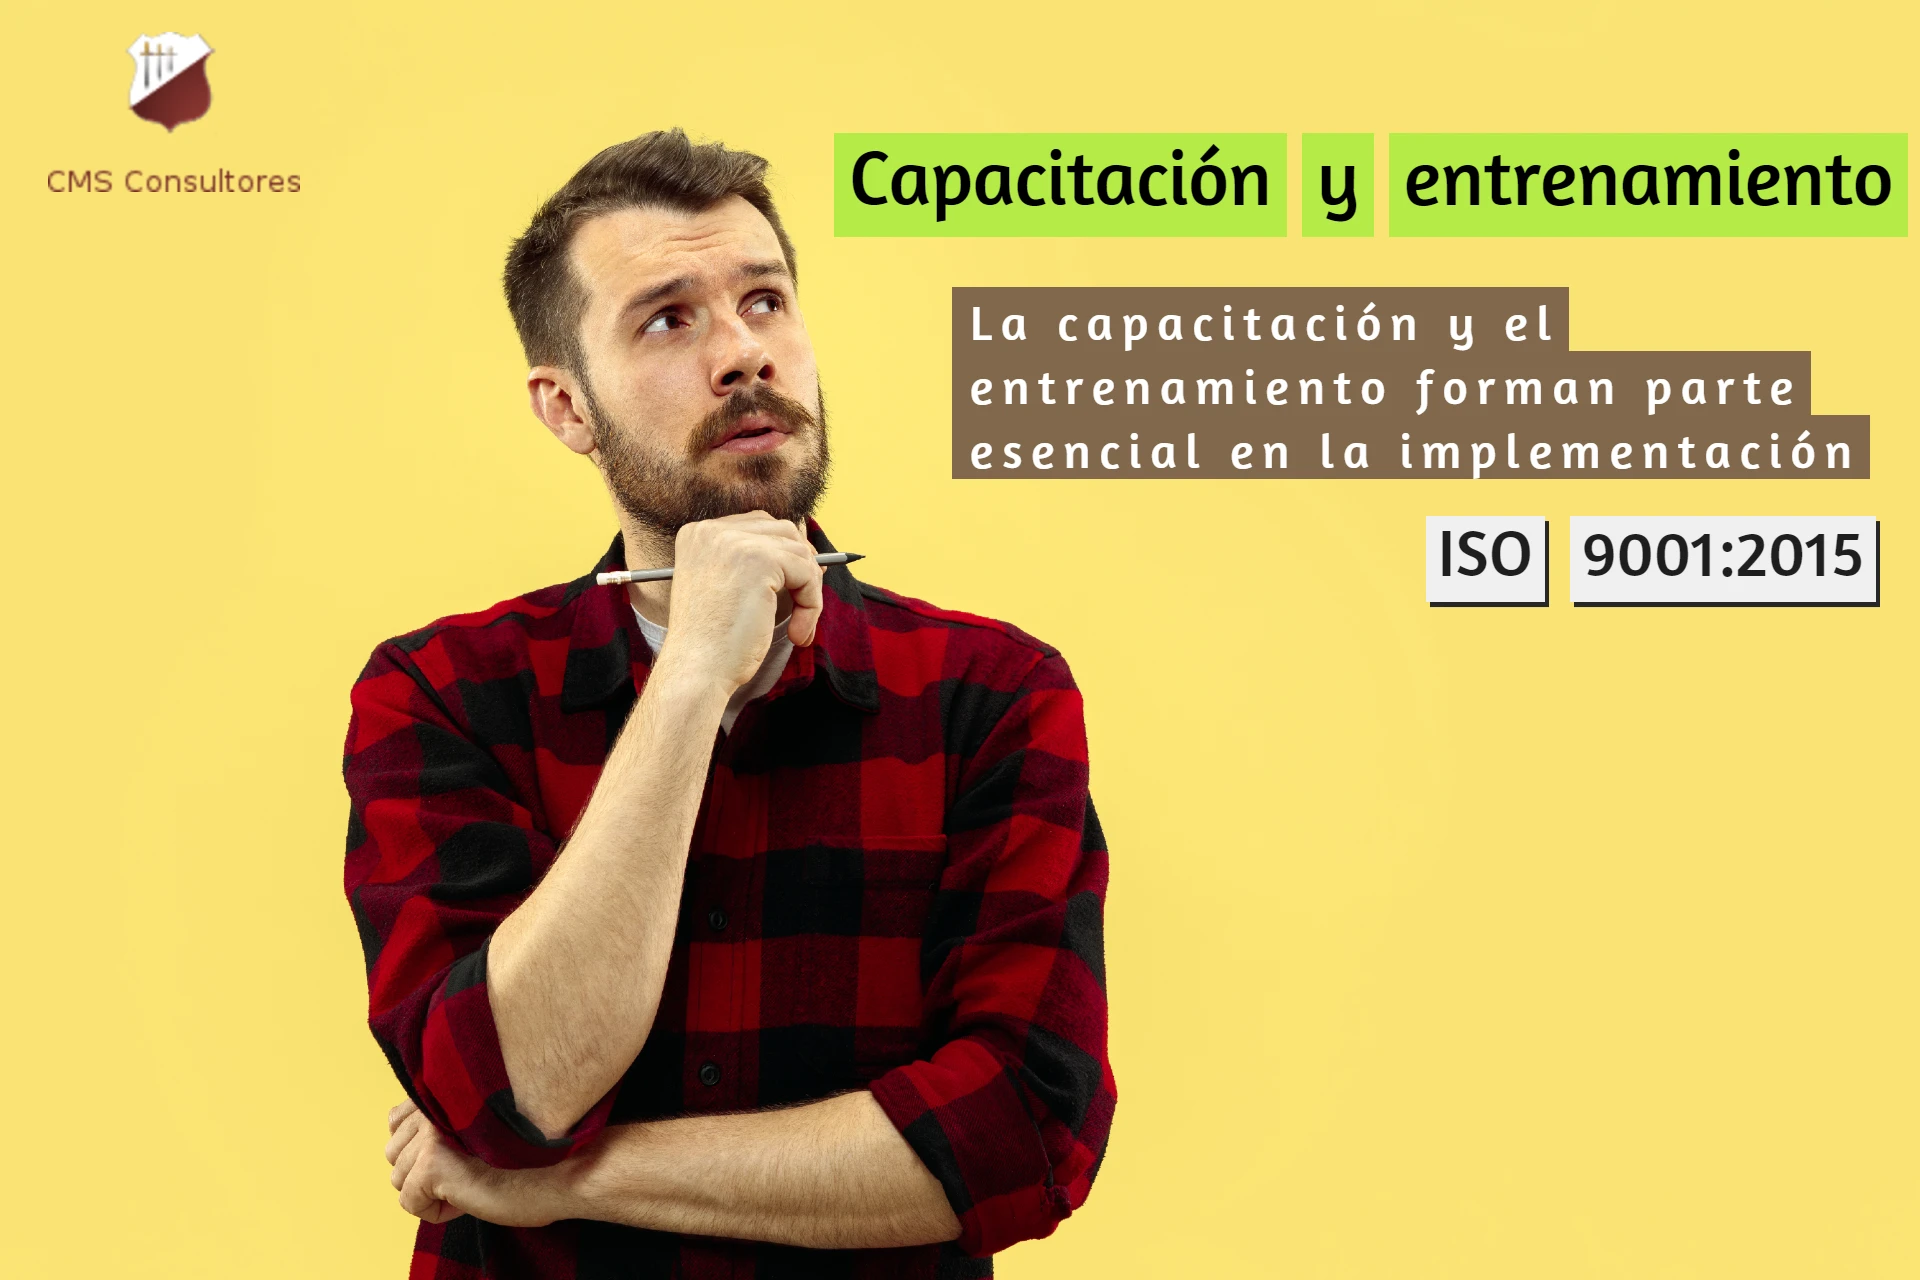 CMS Consultores
Capacitación y entrenamiento
La capacitación y el
entrenamiento forman parte
esencial en la implementación
ISO 9001:2015